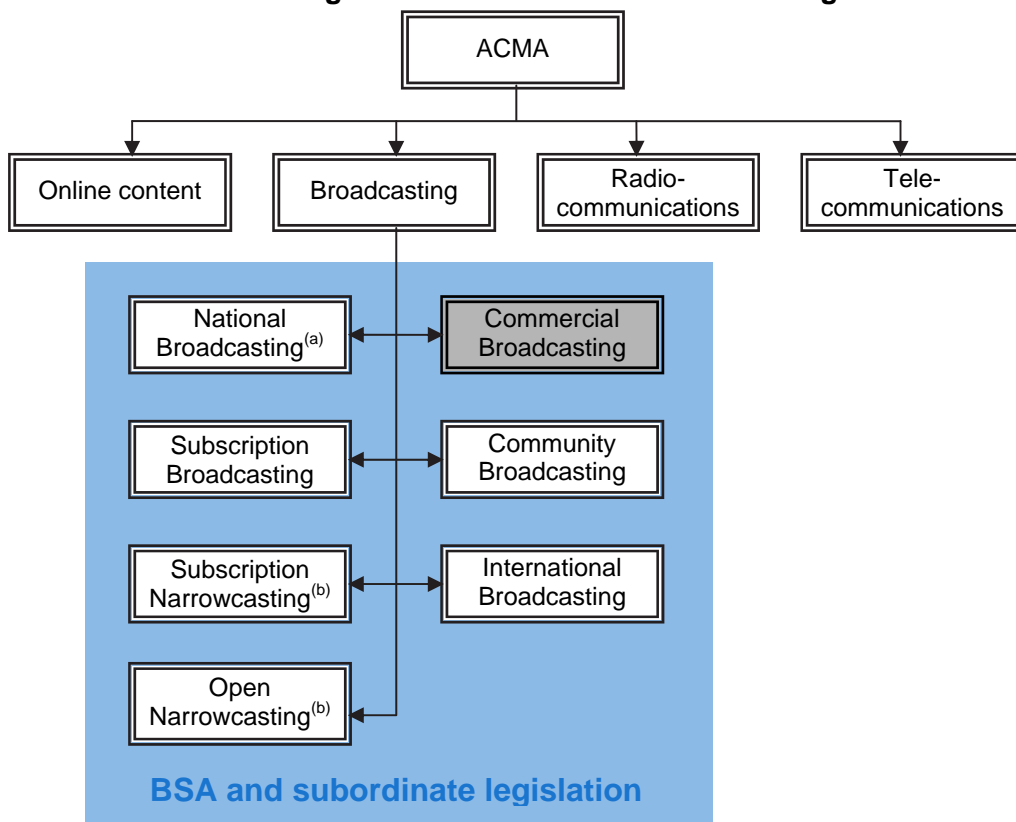 ACMA
Online content
Broadcasting
Radio-
communications
Tele-
communications
National
Broadcasting(a)
Commercial
Broadcasting
Subscription
Broadcasting
Community
Broadcasting
Subscription
Narrowcasting(b)
International
Broadcasting
Open
Narrowcasting(b)
BSA and subordinate legislation